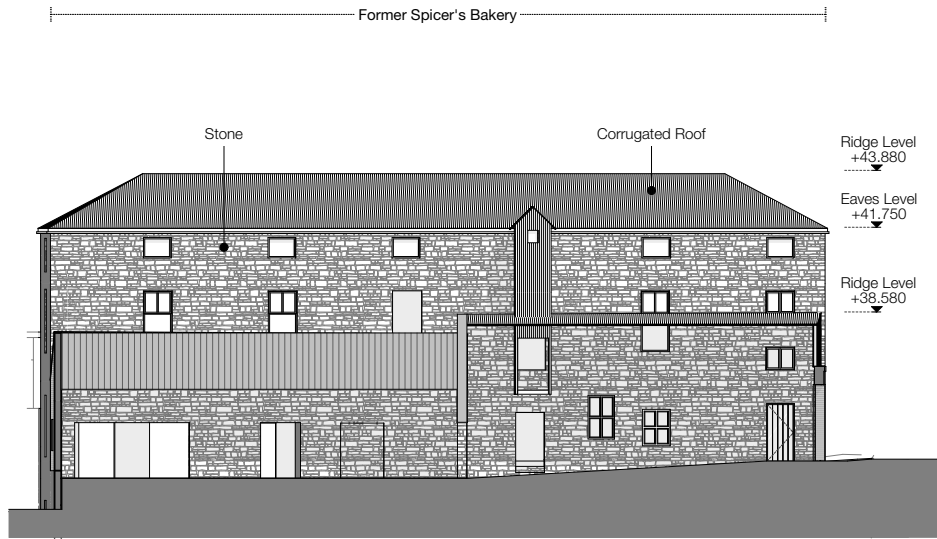 Former Spicer's Bakery
Stone
Corrugated Roof
Ridge Level
+43.880
Eaves Level
+41.750
Ridge Level
+38.580